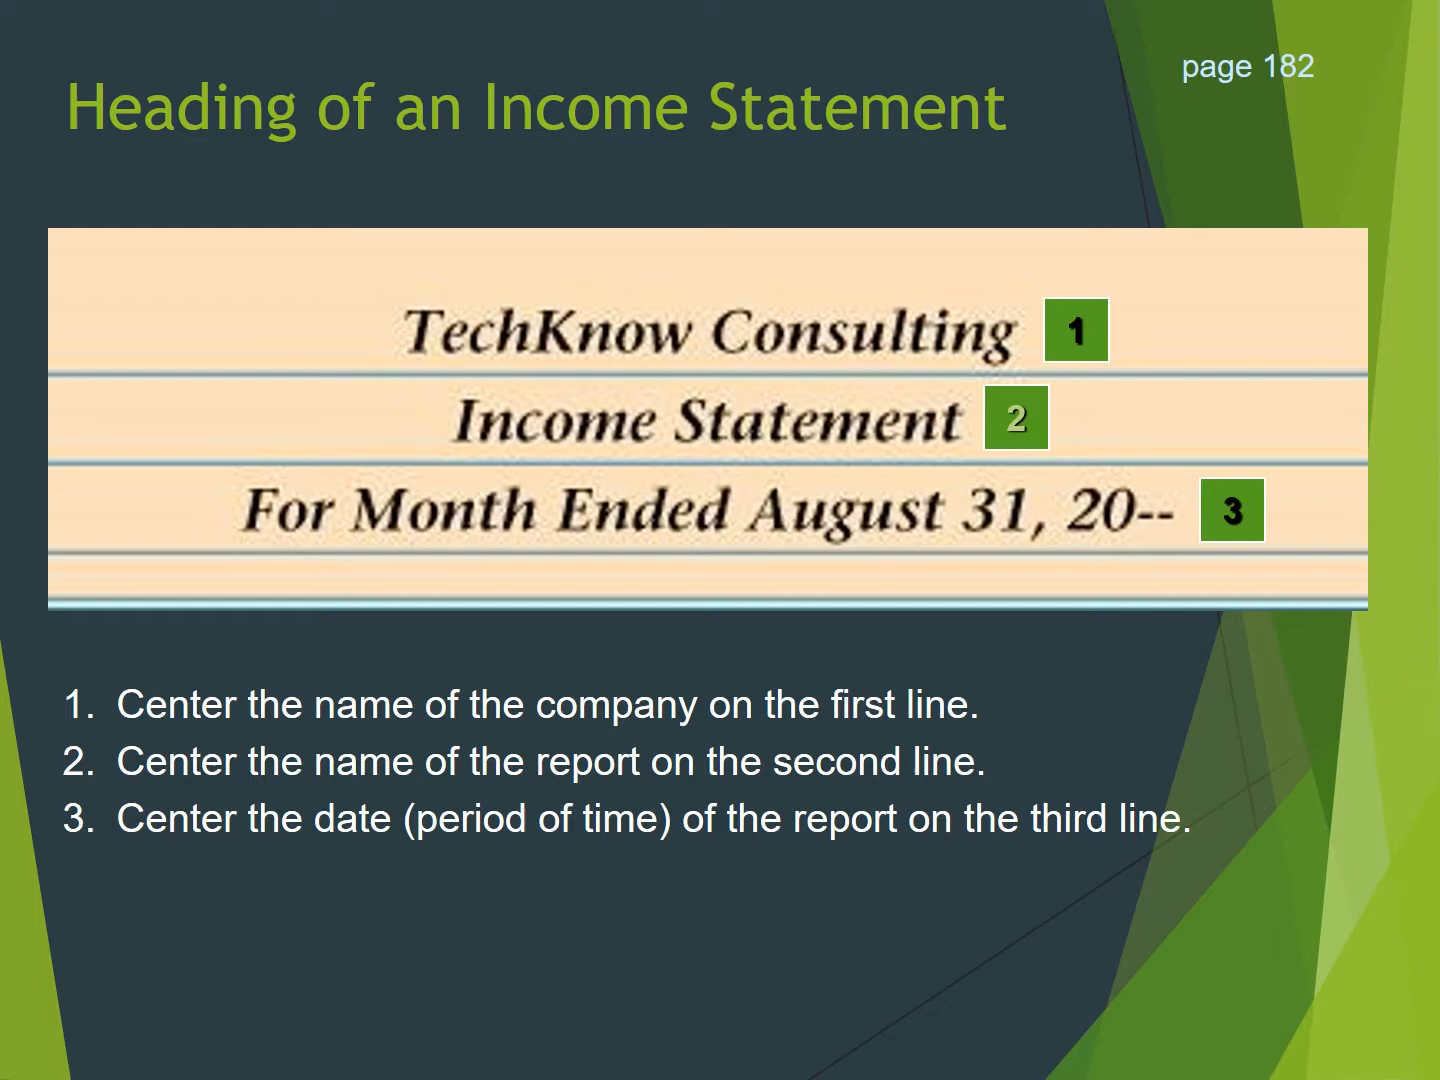 page 182
Heading of an Income Statement
TechKnow Consulting 1
Income Statement 2
For Month Ended August 31, 20-- 3
1. Center the name of the company on the first line.
2. Center the name of the report on the second line.
3. Center the date (period of time) of the report on the third line.